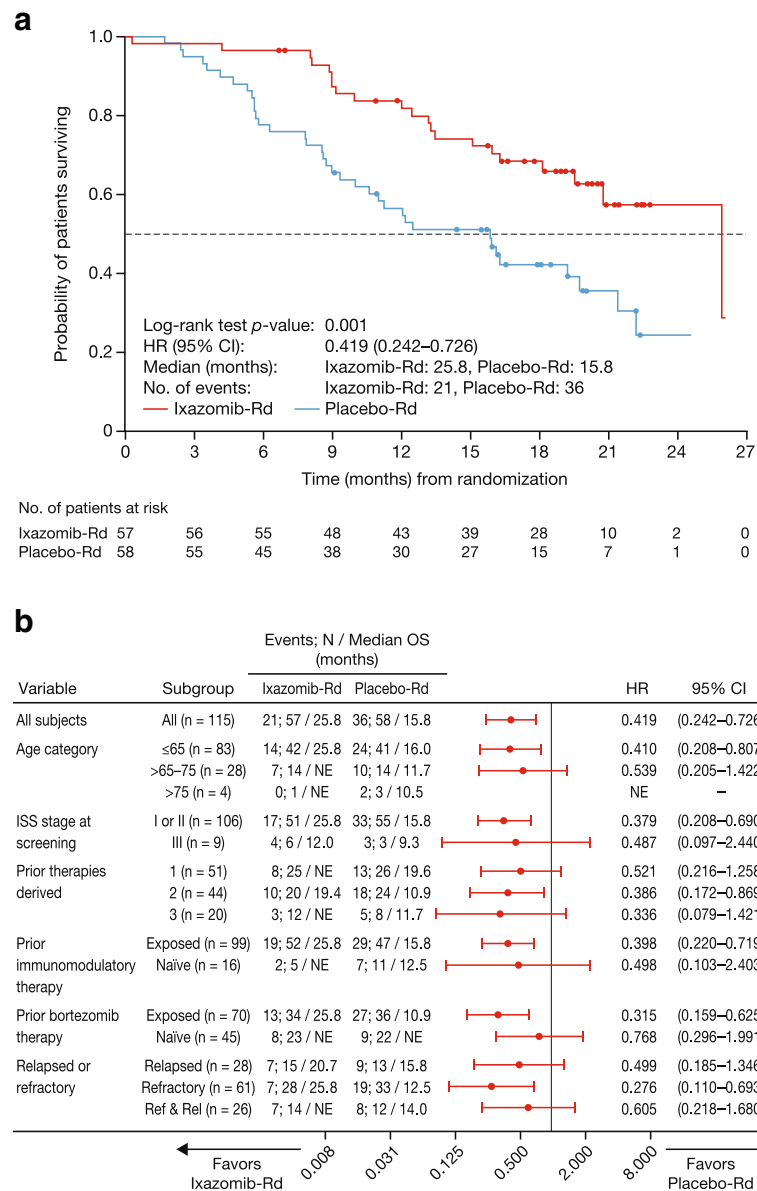 a
1.0
0.8
0.6
0.4
0.2
0
Probability of patients surviving
Log-rank test p-value: 0.001
HR (95% CI): 0.419 (0.242–0.726)
Median (months): Ixazomib-Rd: 25.8, Placebo-Rd: 15.8
No. of events: Ixazomib-Rd: 21, Placebo-Rd: 36
Ixazomib-Rd Placebo-Rd
0 3 6 9 12 15 18 21 24 27
Time (months) from randomization
No. of patients at risk
Ixazomib-Rd 57 56 55 48 43 39 28 10 2 0
Placebo-Rd 58 55 45 38 30 27 15 7 1 0
b
Events; N / Median OS
(months)
Variable Subgroup Ixazomib-Rd Placebo-Rd HR 95% CI
All subjects All (n = 115) 21; 57 / 25.8 36; 58 / 15.8 0.419 (0.242–0.726
Age category ≤65 (n = 83) 14; 42 / 25.8 24; 41 / 16.0 0.410 (0.208–0.807
>65–75 (n = 28) 7; 14 / NE 10; 14 / 11.7 0.539 (0.205–1.422
>75 (n = 4) 0; 1 / NE 2; 3 / 10.5 NE –
ISS stage at I or II (n = 106) 17; 51 / 25.8 33; 55 / 15.8 0.379 (0.208–0.690
screening III (n = 9) 4; 6 / 12.0 3; 3 / 9.3 0.487 (0.097–2.440
Prior therapies 1 (n = 51) 8; 25 / NE 13; 26 / 19.6 0.521 (0.216–1.258
derived 2 (n = 44) 10; 20 / 19.4 18; 24 / 10.9 0.386 (0.172–0.869
3 (n = 20) 3; 12 / NE 5; 8 / 11.7 0.336 (0.079–1.421
Prior Exposed (n = 99) 19; 52 / 25.8 29; 47 / 15.8 0.398 (0.220–0.719
immunomodulatory Naïve (n = 16) 2; 5 / NE 7; 11 / 12.5 0.498 (0.103–2.403
therapy
Prior bortezomib Exposed (n = 70) 13; 34 / 25.8 27; 36 / 10.9 0.315 (0.159–0.625
therapy Naïve (n = 45) 8; 23 / NE 9; 22 / NE 0.768 (0.296–1.991
Relapsed or Relapsed (n = 28) 7; 15 / 20.7 9; 13 / 15.8 0.499 (0.185–1.346
refractory Refractory (n = 61) 7; 28 / 25.8 19; 33 / 12.5 0.276 (0.110–0.693
Ref & Rel (n = 26) 7; 14 / NE 8; 12 / 14.0 0.605 (0.218–1.680
0.008 0.031 0.125 0.500 2.000 8.000
Favors Favors
Ixazomib-Rd Placebo-Rd